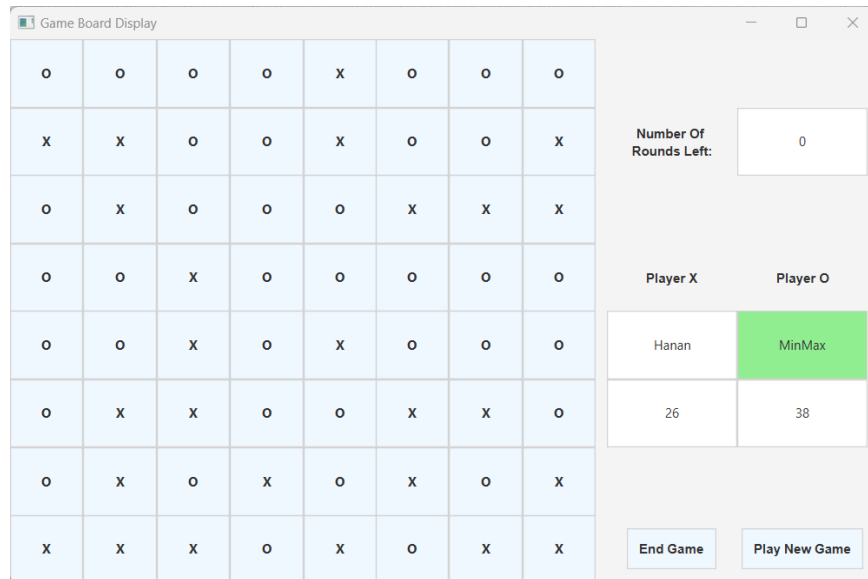 Game Board Display
O O O O X O O O
X X O O X O O X
Number Of
Rounds Left:
0
O X O O O X X X
O O X O O O O O
Player X Player O
O O X O X O O O
Hanan MinMax
O X X O O X X O
26 38
O X O X O X O X
X X X O X O X X
End Game Play New Game